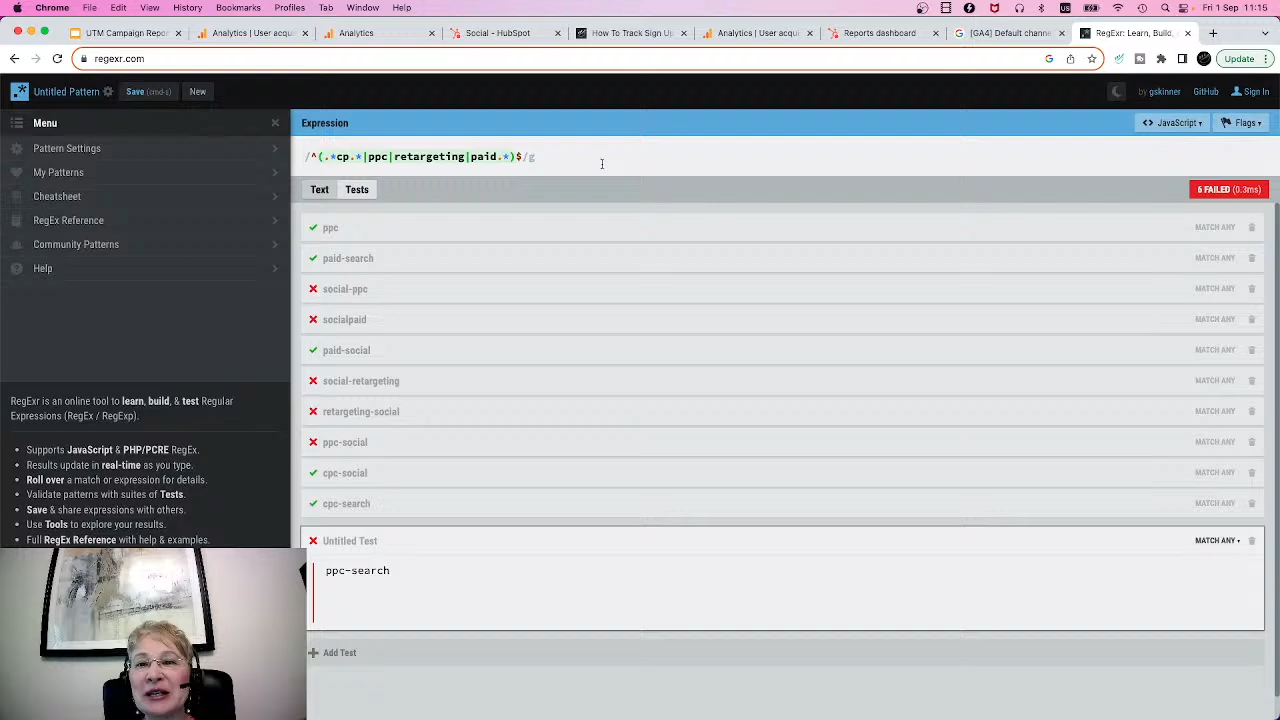 Chrome File Edit View History Bookmarks Profiles Tab Window Help Fri 1 Sep 11:15
UTM Campaign Repor Analytics | User acqui Analytics Social - HubSpot How To Track Sign Up Analytics | User acqui Reports dashboard [GA4] Default channe RegExr: Learn, Build,
regexr.com Update
Untitled Pattern Save (cmd-s) New by gskinner GitHub Sign In
Menu
Expression JavaScript Flags
Pattern Settings
My Patterns
Cheatsheet
RegEx Reference
Community Patterns
Help
RegExr is an online tool to learn, build, & test Regular
Expressions (RegEx / RegExp).
• Supports JavaScript & PHP/PCRE RegEx.
• Results update in real-time as you type.
• Roll over a match or expression for details.
• Validate patterns with suites of Tests.
• Save & share expressions with others.
• Use Tools to explore your results.
• Full RegEx Reference with help & examples.
/^(.*cp.*|ppc|retargeting|paid.*)$/g
Text Tests 6 FAILED (0.3ms)
ppc MATCH ANY
paid-search MATCH ANY
social-ppc MATCH ANY
socialpaid MATCH ANY
paid-social MATCH ANY
social-retargeting MATCH ANY
retargeting-social MATCH ANY
ppc-social MATCH ANY
cpc-social MATCH ANY
cpc-search MATCH ANY
Untitled Test MATCH ANY
ppc-search
Add Test